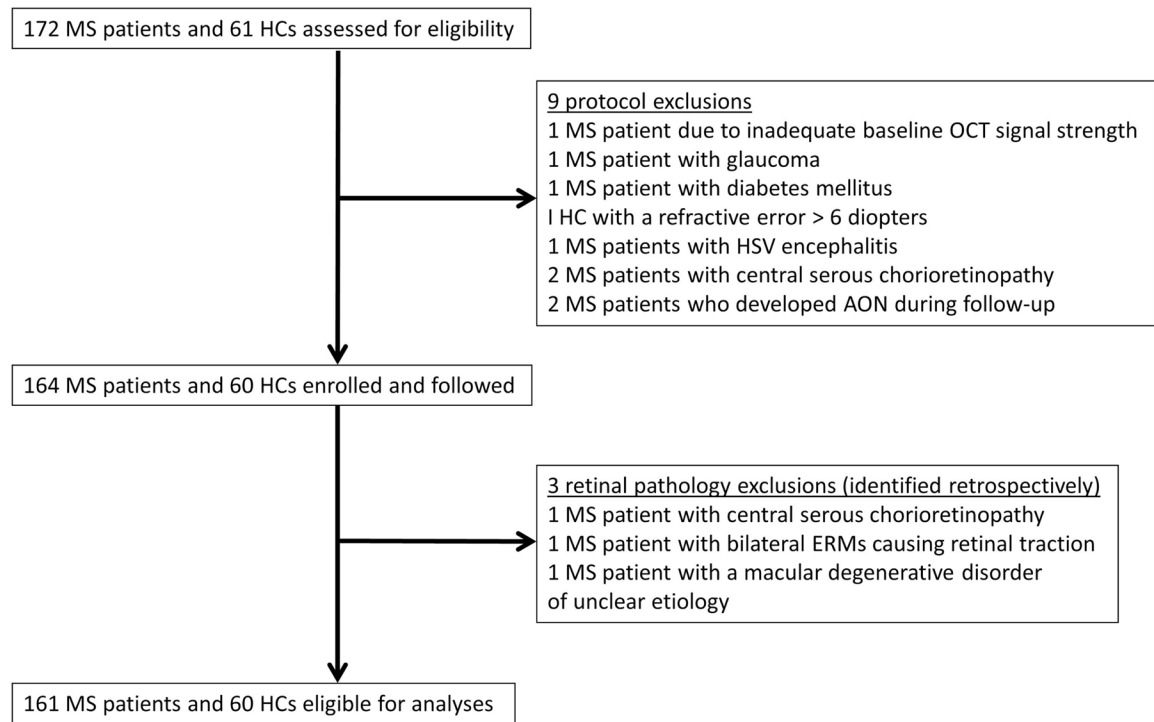 172 MS patients and 61 HCs assessed for eligibility
9 protocol exclusions
1 MS patient due to inadequate baseline OCT signal strength
1 MS patient with glaucoma
1 MS patient with diabetes mellitus
I HC with a refractive error > 6 diopters
1 MS patients with HSV encephalitis
2 MS patients with central serous chorioretinopathy
2 MS patients who developed AON during follow-up
164 MS patients and 60 HCs enrolled and followed
3 retinal pathology exclusions (identified retrospectively)
1 MS patient with central serous chorioretinopathy
1 MS patient with bilateral ERMs causing retinal traction
1 MS patient with a macular degenerative disorder
of unclear etiology
161 MS patients and 60 HCs eligible for analyses